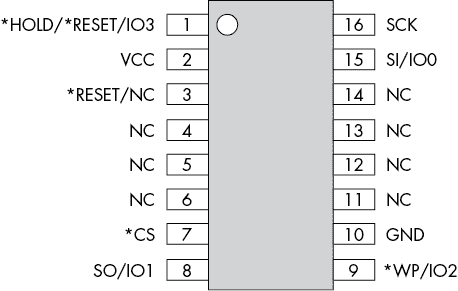 *HOLD/*RESET/IO3 1 16 SCK
VCC 2 15 SI/IO0
*RESET/NC 3 14 NC
NC 4 13 NC
NC 5 12 NC
NC 6 11 NC
*CS 7 10 GND
SO/IO1 8 9 *WP/IO2